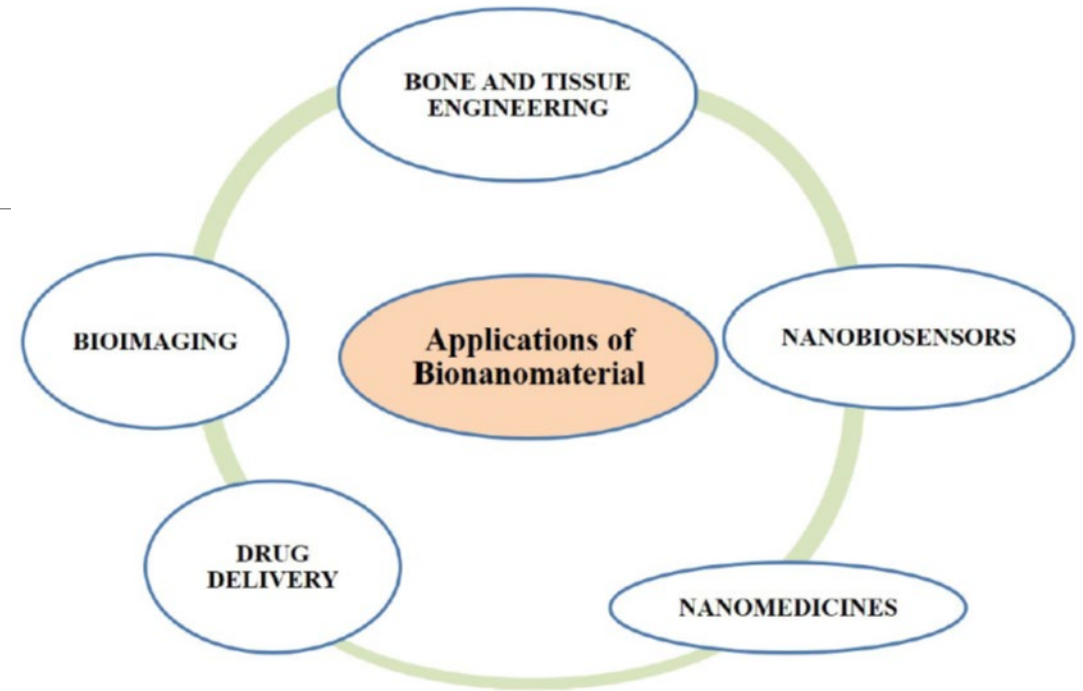 BONE AND TISSUE
ENGINEERING
BIOIMAGING
Applications of
Bionanomaterial
NANOBIOSENSORS
DRUG
DELIVERY
NANOMEDICINES